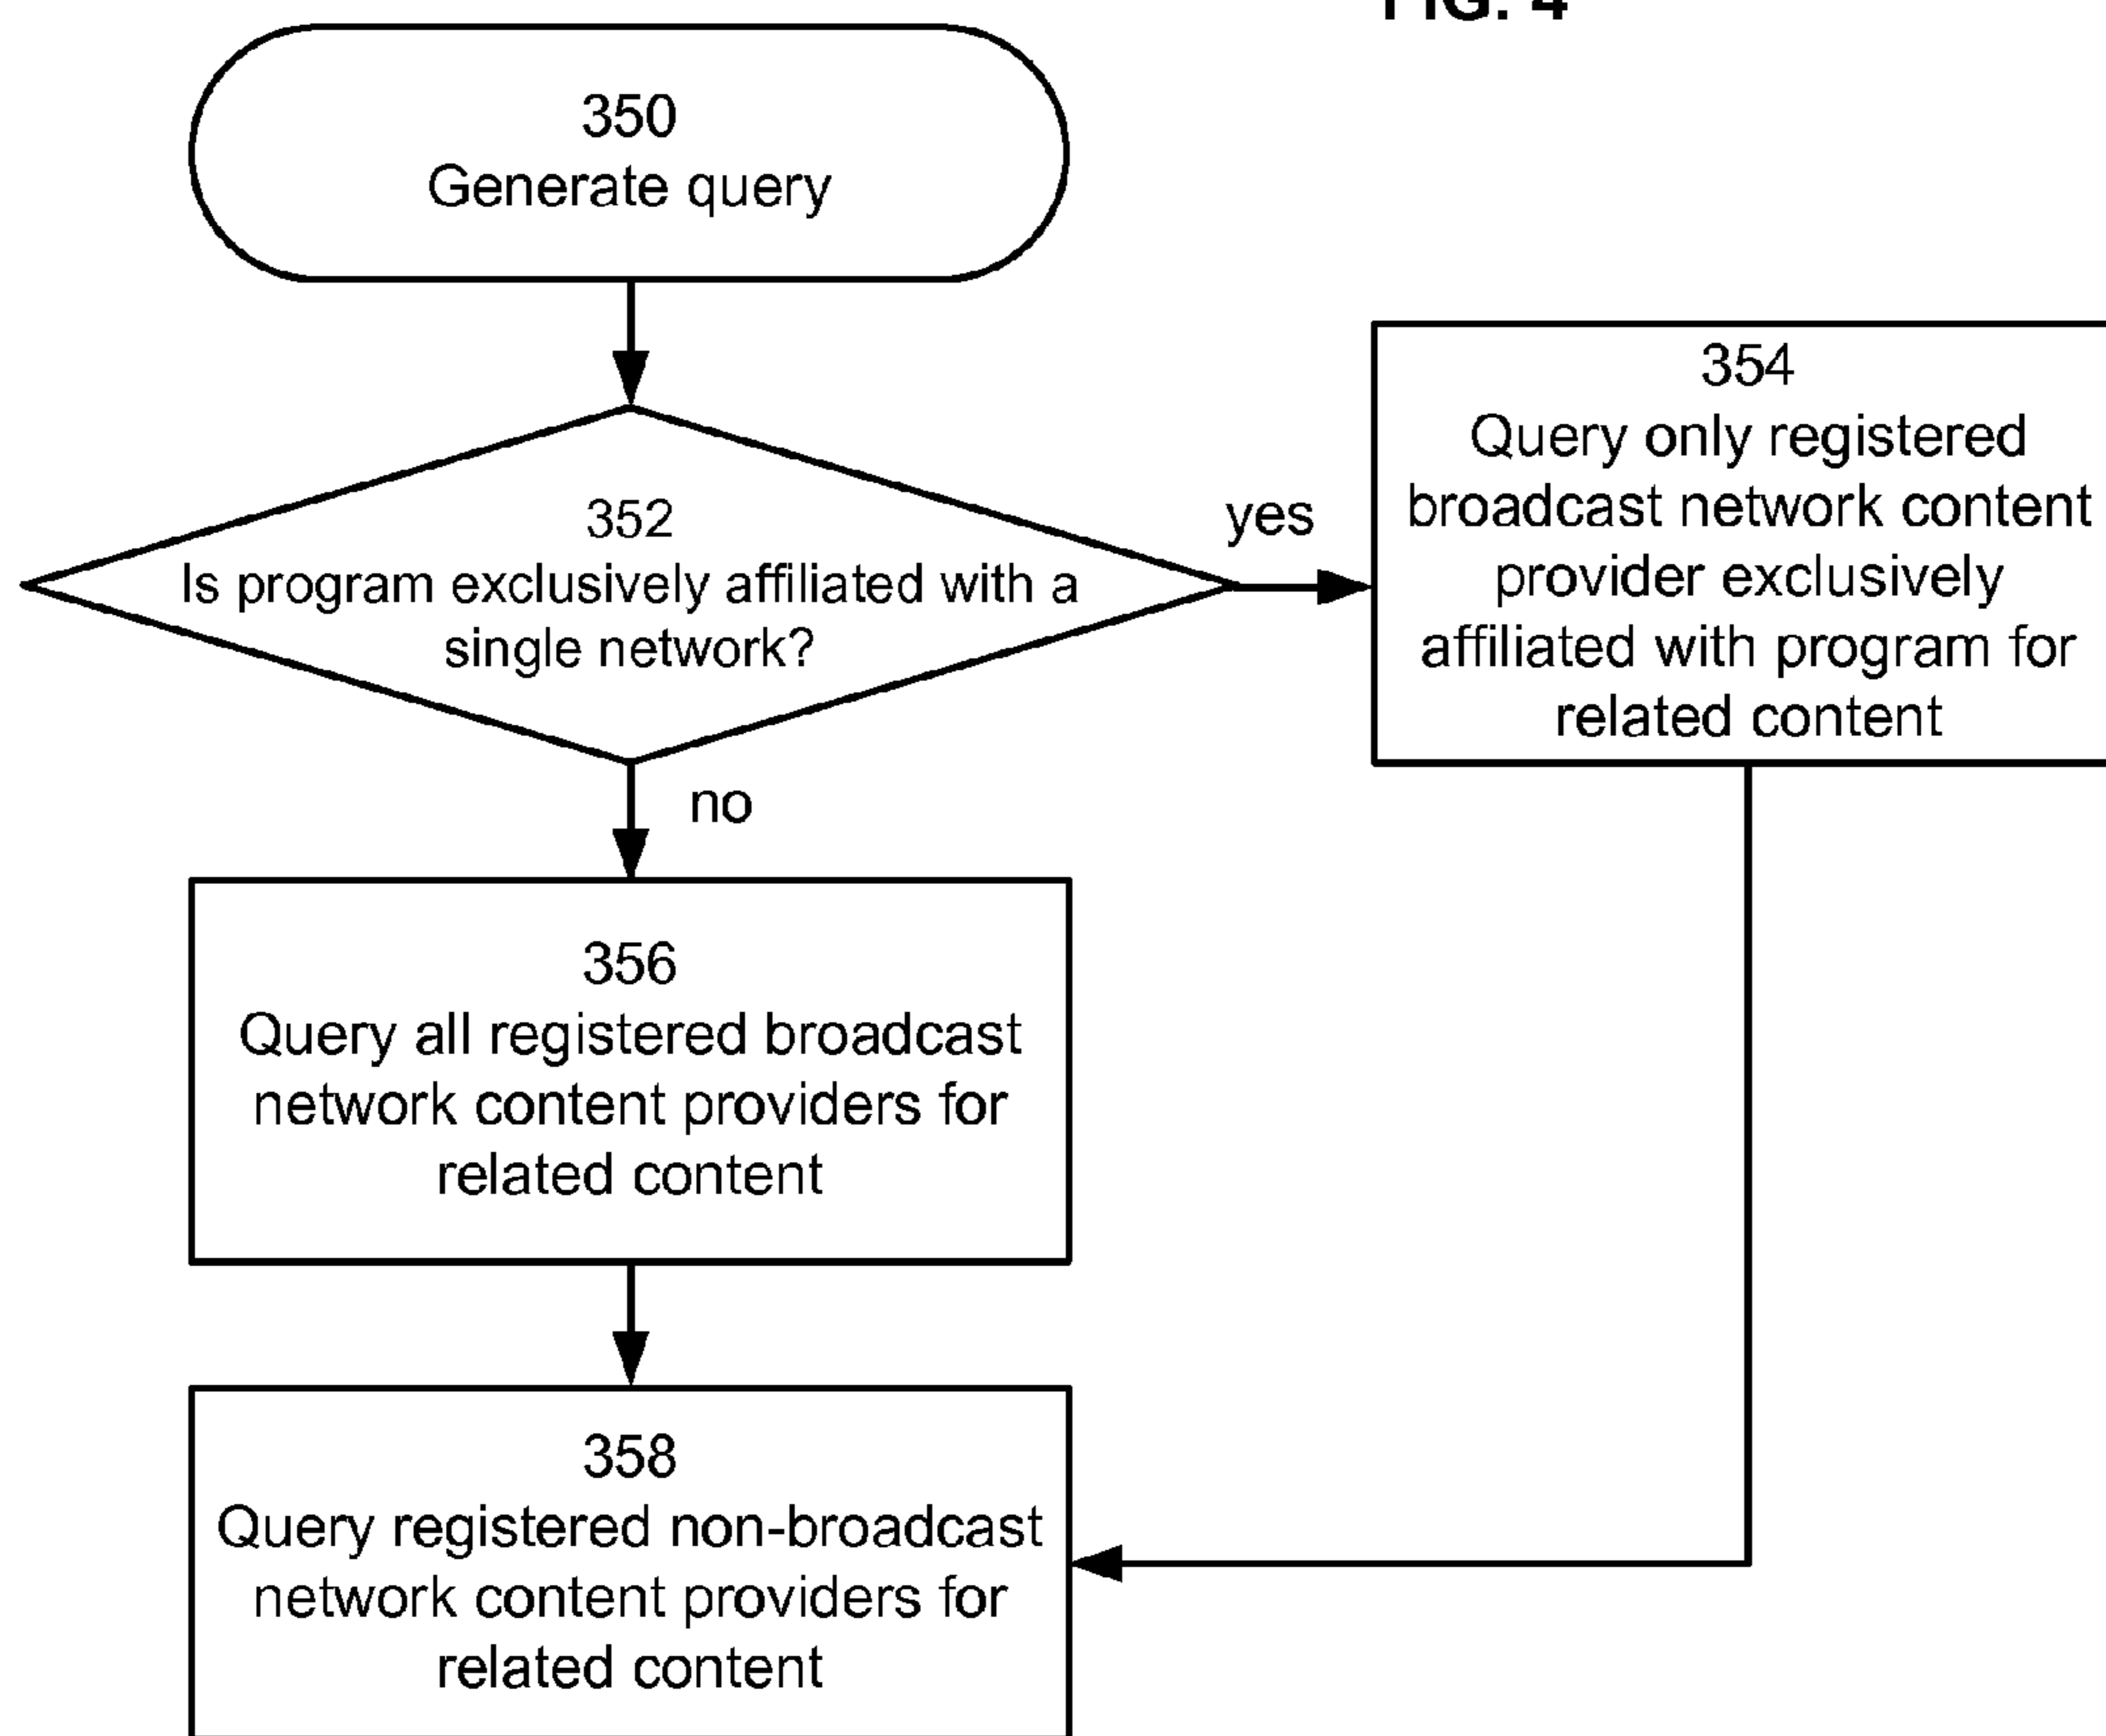 FIG. 4
350
Generate query
352
Is program exclusively affiliated with a
single network?
yes
354
Query only registered
broadcast network content
provider exclusively
affiliated with program for
related content
no
356
Query all registered broadcast
network content providers for
related content
358
Query registered non-broadcast
network content providers for
related content